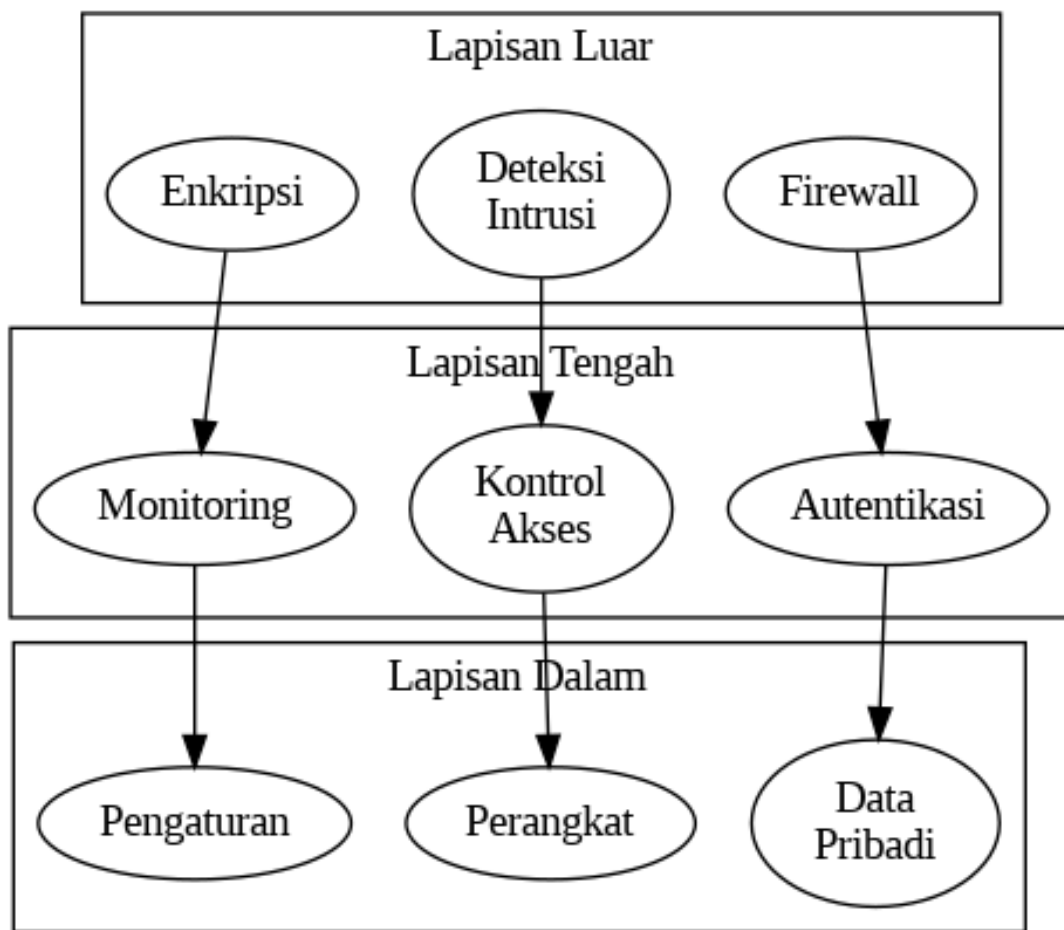 Lapisan Luar
Enkripsi
Deteksi
Intrusi
Firewall
Lapisan Tengah
Monitoring
Kontrol
Akses
Autentikasi
Lapisan Dalam
Pengaturan
Perangkat
Data
Pribadi